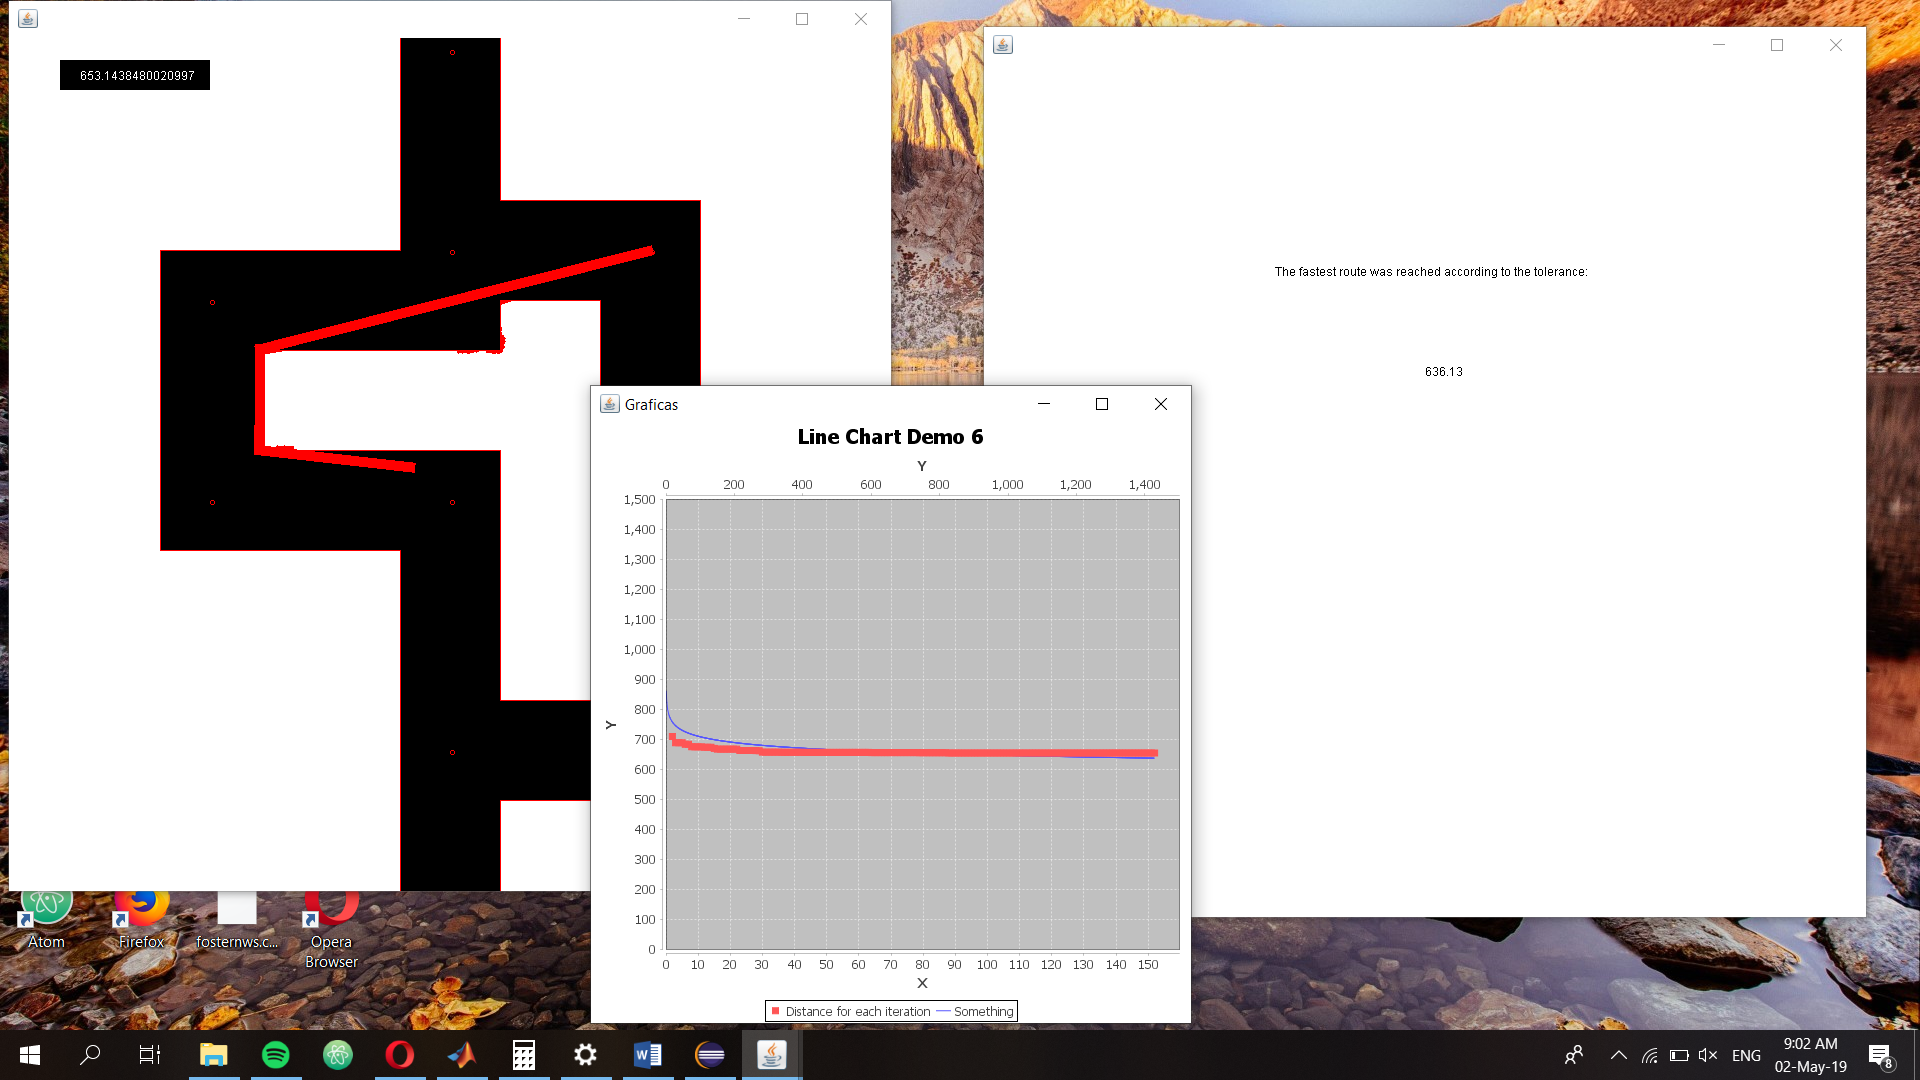 653.1438480020997
The fastest route was reached according to the tolerance:
636.13
Graficas
Line Chart Demo 6
Y
0 200 400 600 800 1,000 1,200 1,400
1,500
1,400
1,300
1,200
1,100
1,000
900
800
700
600
500
400
300
200
100
0
Y
0 10 20 30 40 50 60 70 80 90 100 110 120 130 140 150
X
Distance for each iteration Something
Atom
Firefox
fosternws.c...
Opera
Browser
ENG
9:02 AM
02-May-19
8